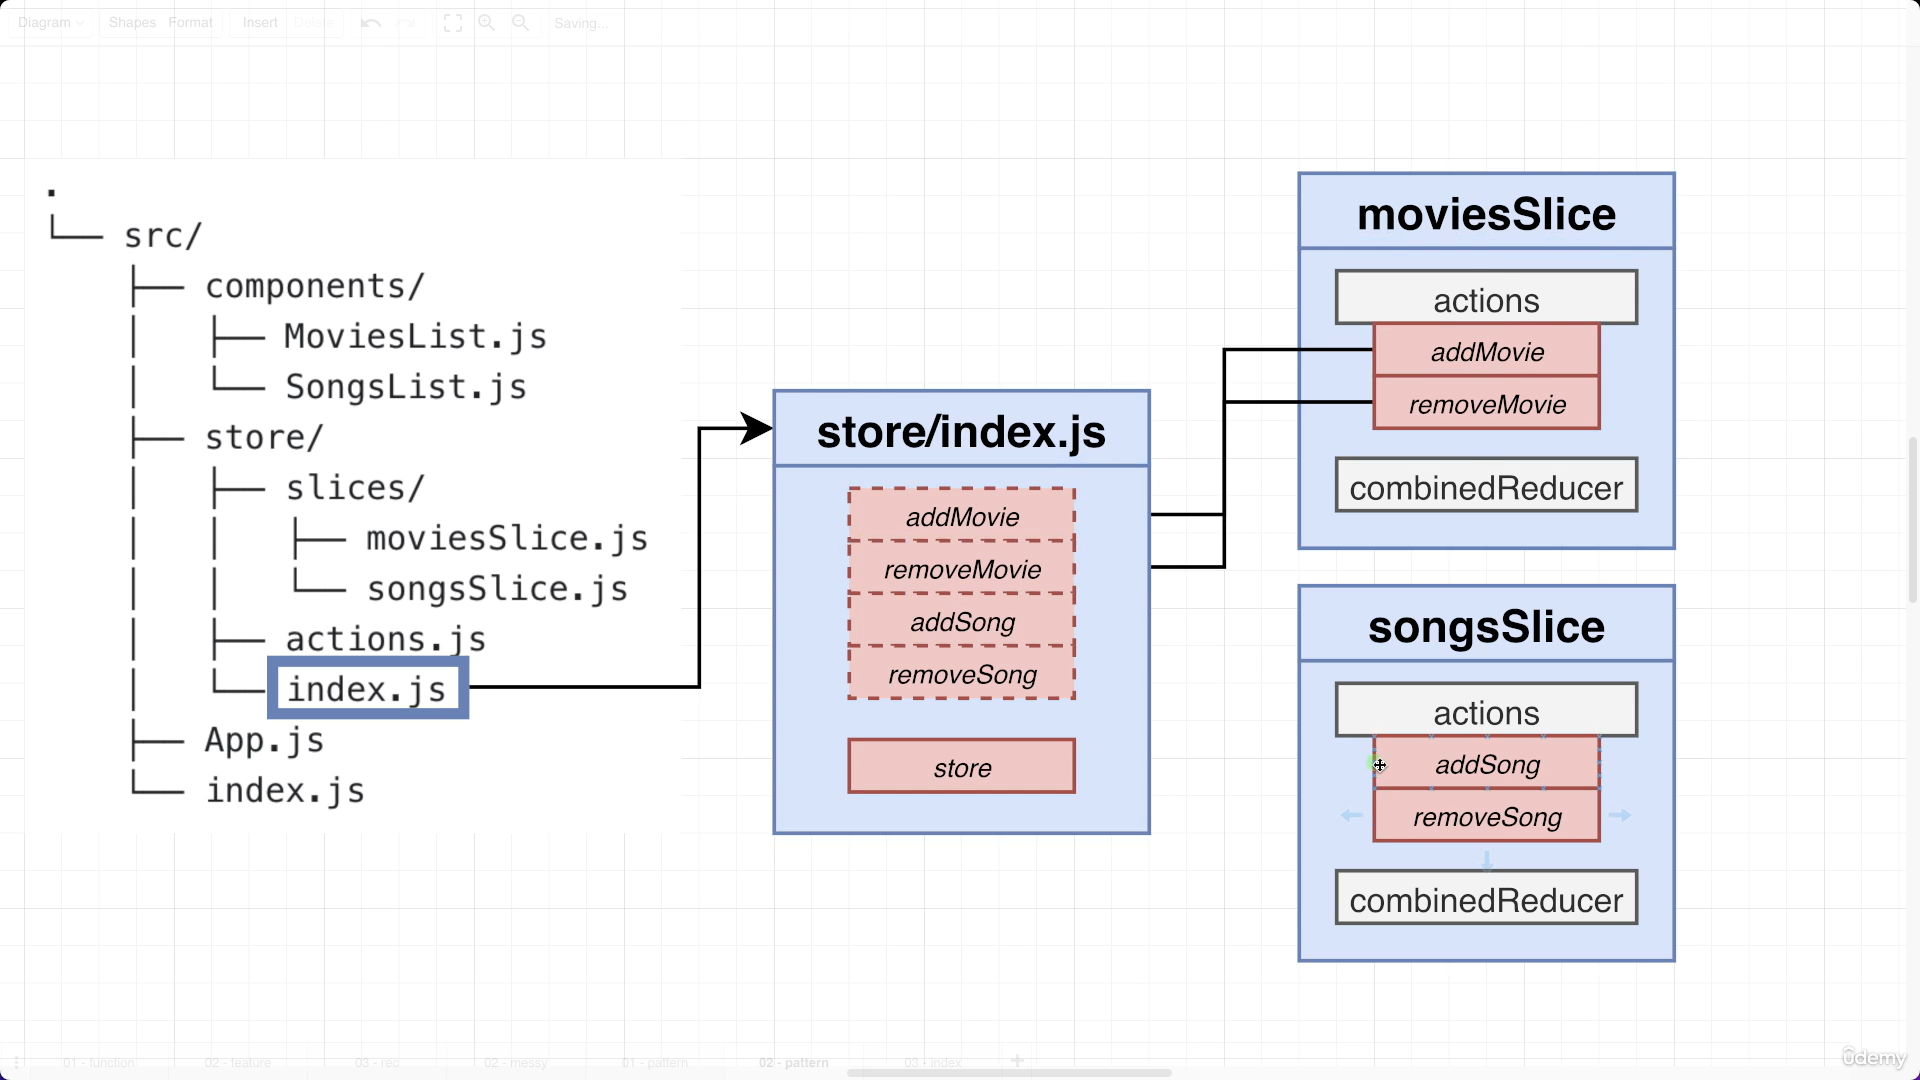 Diagram Shapes Format Insert Delete Saving...
.
└── src/
├── components/
│ ├── MoviesList.js
│ └── SongsList.js
├── store/
│ ├── slices/
│ │ ├── moviesSlice.js
│ │ └── songsSlice.js
│ ├── actions.js
│ └── index.js
├── App.js
└── index.js
store/index.js
addMovie
removeMovie
addSong
removeSong
store
moviesSlice
actions
addMovie
removeMovie
combinedReducer
songsSlice
actions
addSong
removeSong
combinedReducer
01 - function 02 - feature 03 - red 02 - messy 01 - pattern 02 - pattern 03 - index
udemy